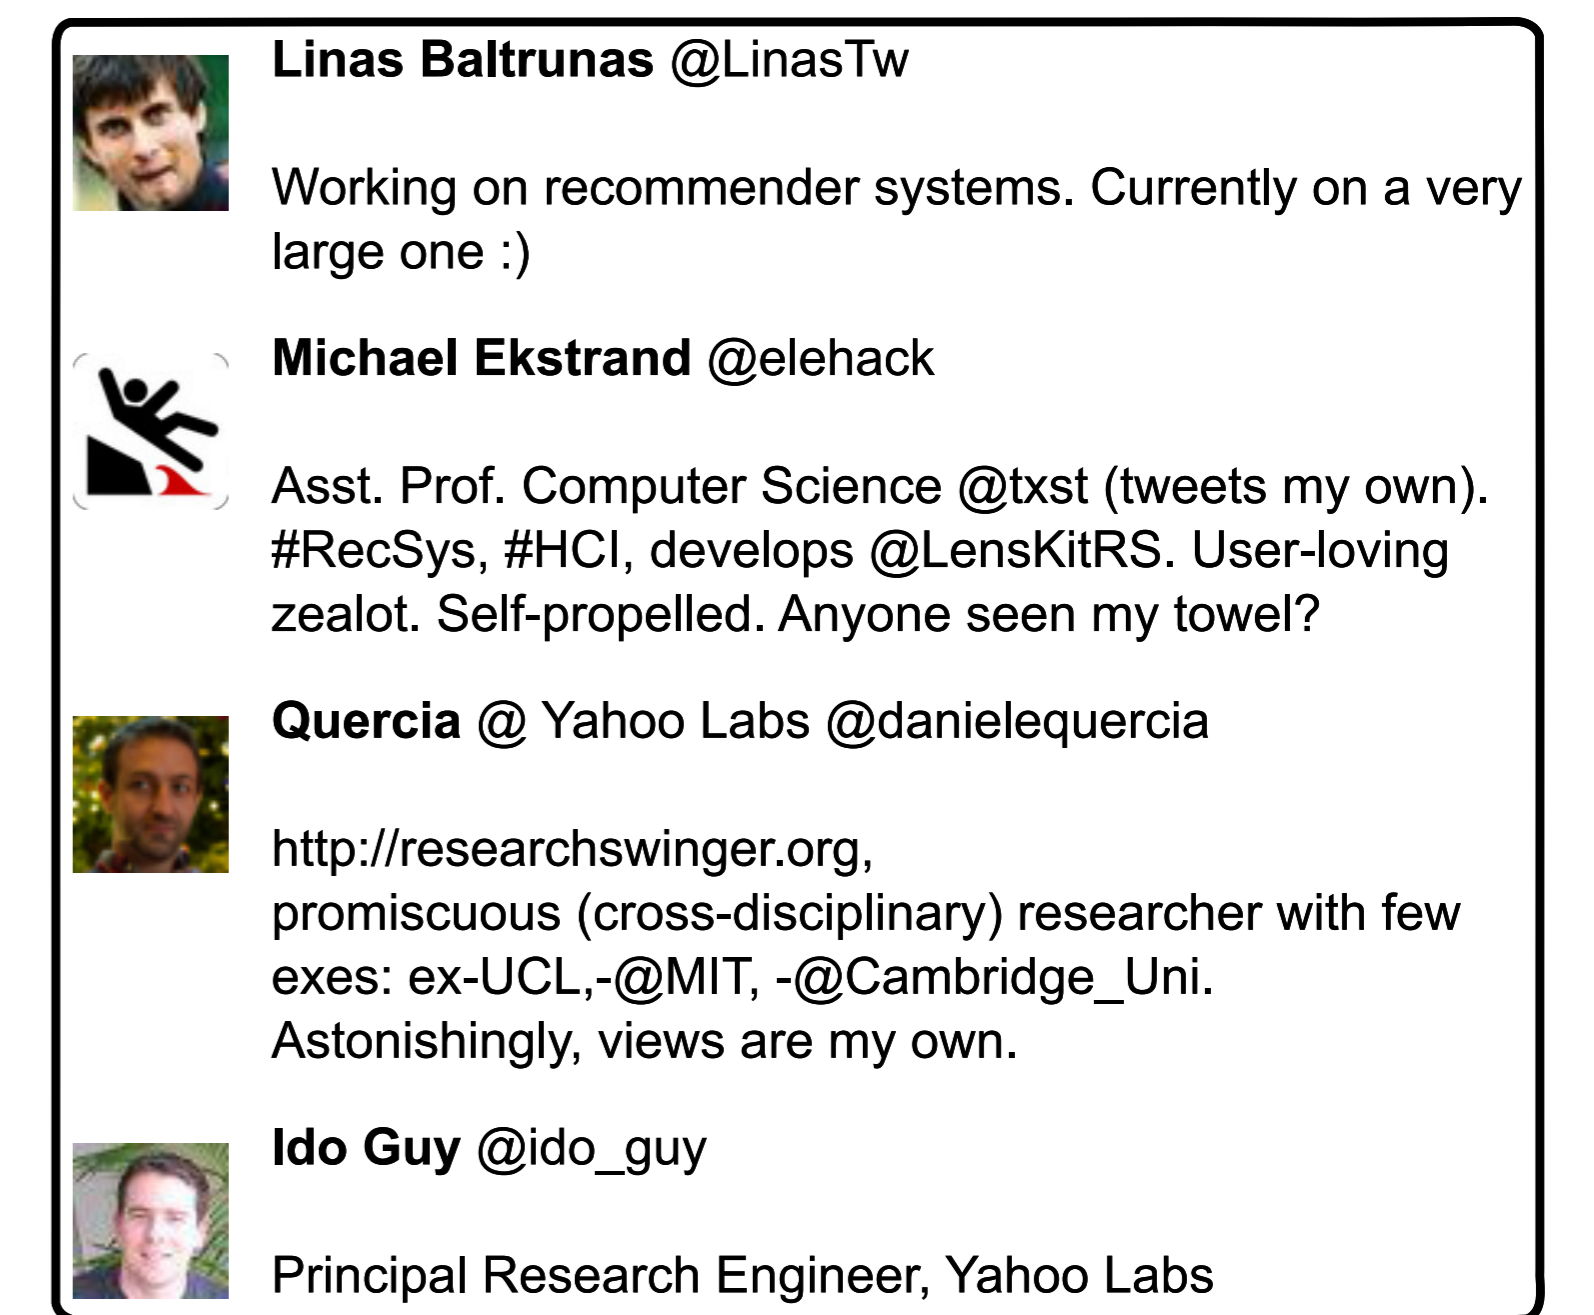 Linas Baltrunas @LinasTw
Working on recommender systems. Currently on a very
large one :)
Michael Ekstrand @elehack
Asst. Prof. Computer Science @txst (tweets my own).
#RecSys, #HCI, develops @LensKitRS. User-loving
zealot. Self-propelled. Anyone seen my towel?
Quercia @ Yahoo Labs @danielequercia
http://researchswinger.org,
promiscuous (cross-disciplinary) researcher with few
exes: ex-UCL,-@MIT, -@Cambridge_Uni.
Astonishingly, views are my own.
Ido Guy @ido_guy
Principal Research Engineer, Yahoo Labs